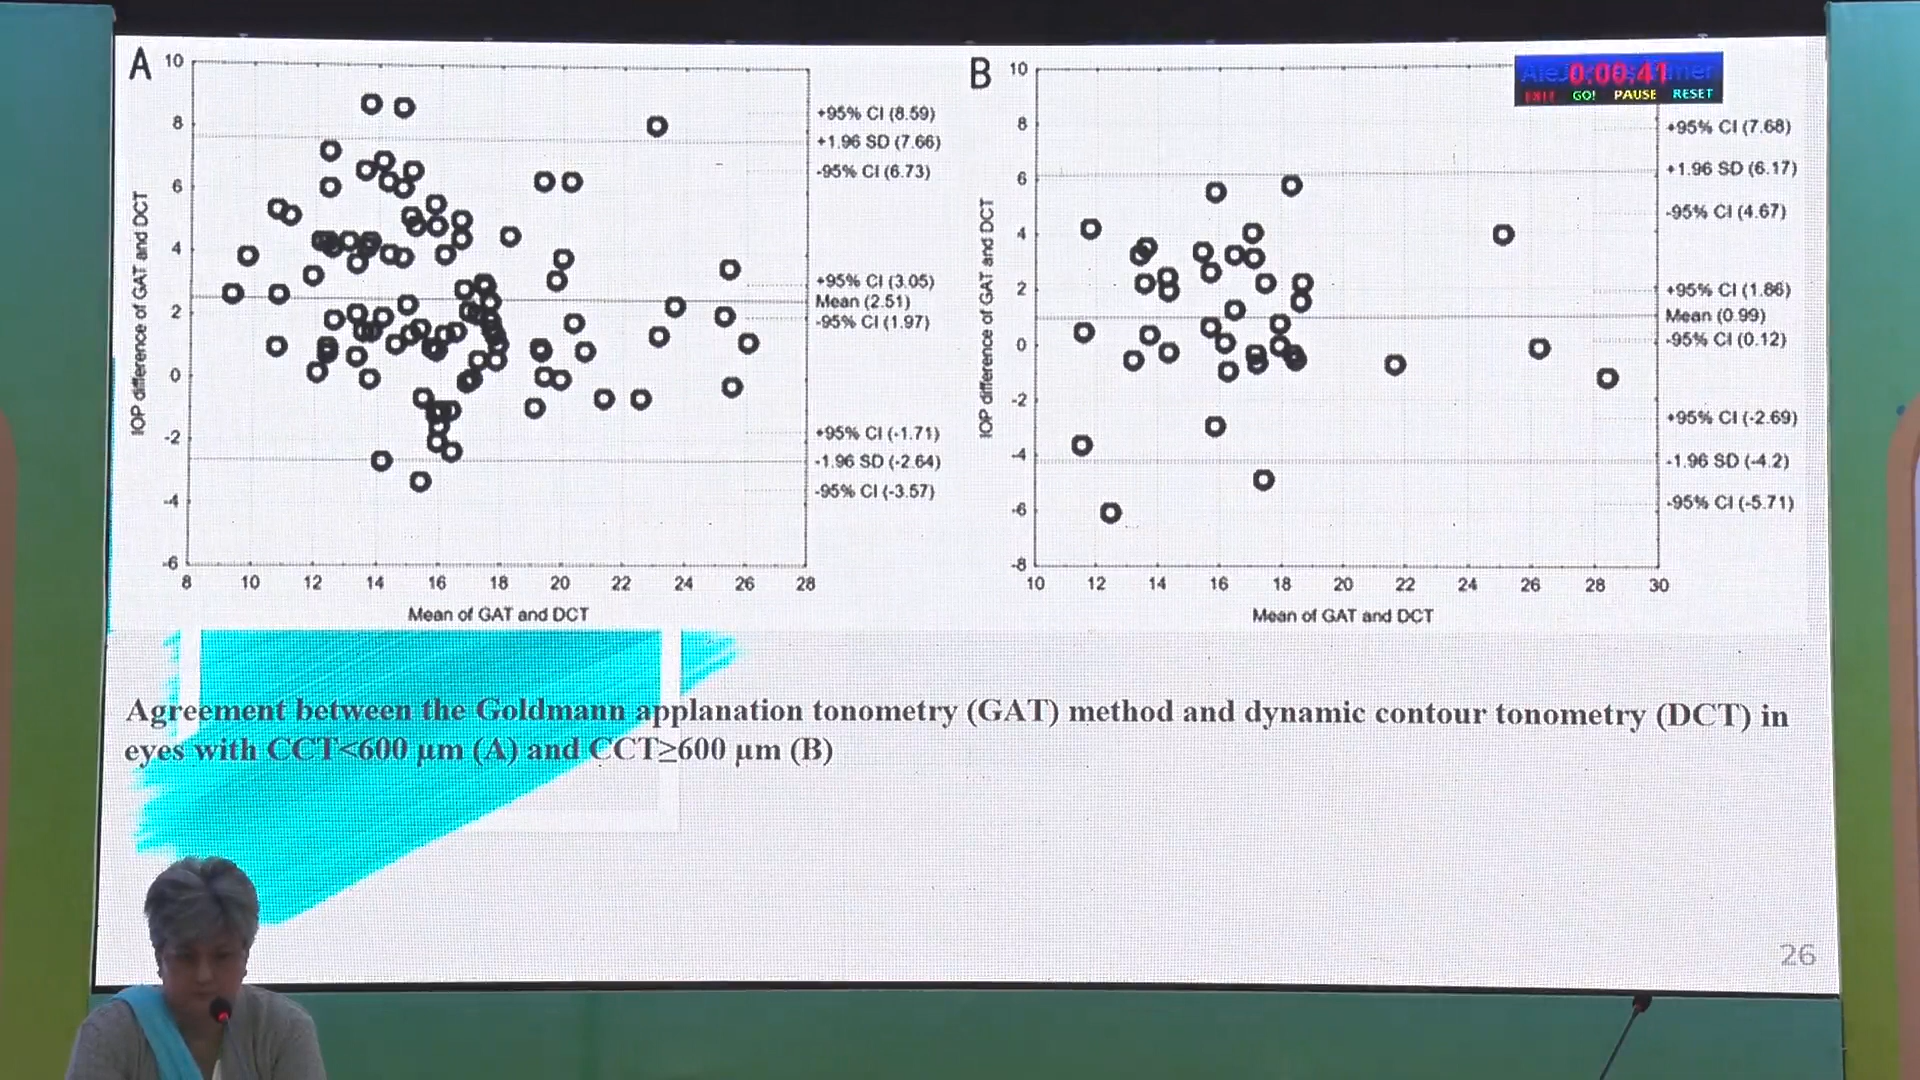 A
10
8
6
4
2
0
-2
-4
-6
8 10 12 14 16 18 20 22 24 26 28
IOP difference of GAT and DCT
Mean of GAT and DCT
+95% CI (8.59)
+1.96 SD (7.66)
-95% CI (6.73)
+95% CI (3.05)
Mean (2.51)
-95% CI (1.97)
+95% CI (-1.71)
-1.96 SD (-2.64)
-95% CI (-3.57)
B
10
8
6
4
2
0
-2
-4
-6
-8
10 12 14 16 18 20 22 24 26 28 30
IOP difference of GAT and DCT
Mean of GAT and DCT
0:00:41
EXIT GO! PAUSE RESET
+95% CI (7.68)
+1.96 SD (6.17)
-95% CI (4.67)
+95% CI (1.86)
Mean (0.99)
-95% CI (0.12)
+95% CI (-2.69)
-1.96 SD (-4.2)
-95% CI (-5.71)
Agreement between the Goldmann applanation tonometry (GAT) method and dynamic contour tonometry (DCT) in
eyes with CCT<600 µm (A) and CCT≥600 µm (B)
26